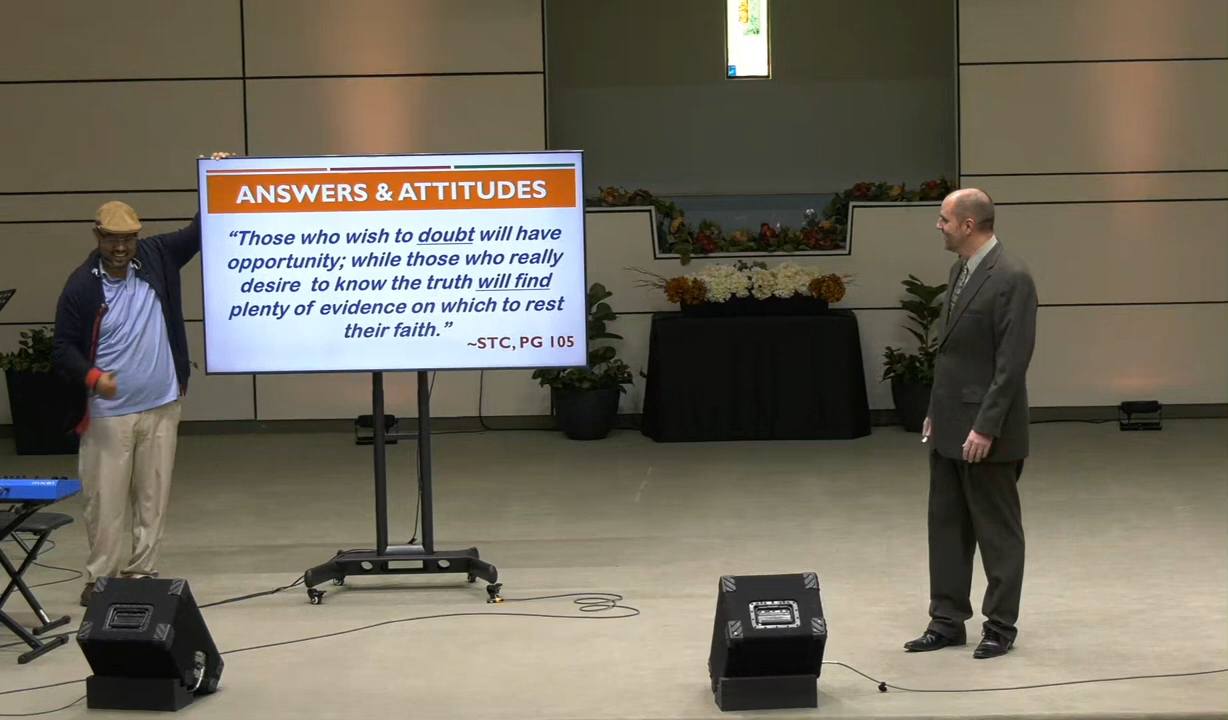 ANSWERS & ATTITUDES
“Those who wish to doubt will have
opportunity; while those who really
desire to know the truth will find
plenty of evidence on which to rest
their faith.”
~STC, PG 105